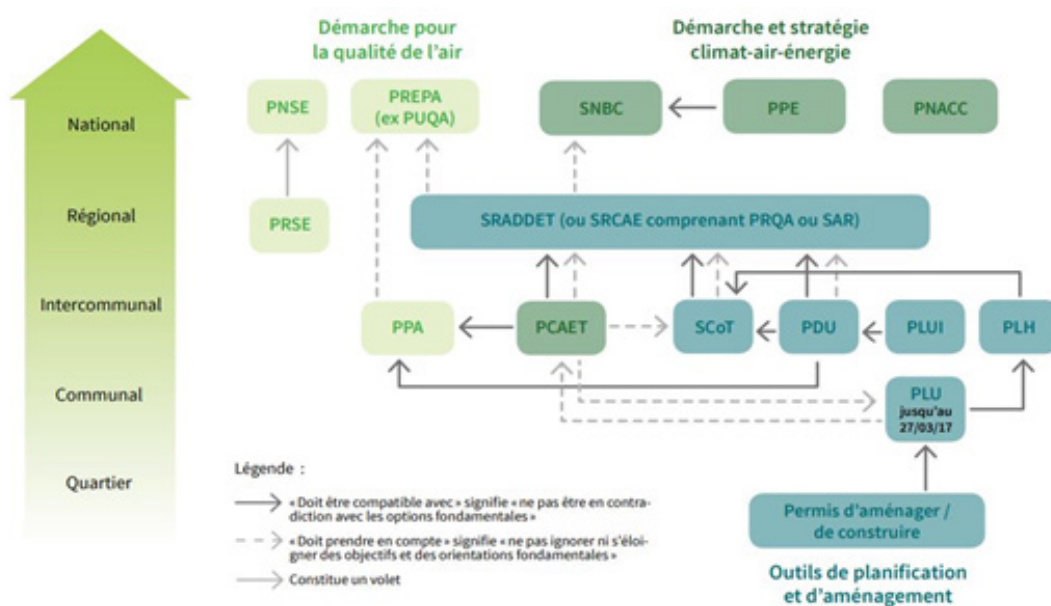 Démarche pour
la qualité de l'air
Démarche et stratégie
climat-air-énergie
National
PNSE
PREPA
(ex PUQA)
SNBC
PPE
PNACC
Régional
PRSE
SRADDET (ou SRCAE comprenant PRQA ou SAR)
Intercommunal
PPA
PCAET
SCoT
PDU
PLUI
PLH
Communal
PLU
jusqu'au
27/03/17
Quartier
Légende :
« Doit être compatible avec » signifie « ne pas être en contra-
diction avec les options fondamentales »
« Doit prendre en compte » signifie « ne pas ignorer ni s'éloi-
gner des objectifs et des orientations fondamentales »
Constitue un volet
Permis d'aménager /
de construire
Outils de planification
et d'aménagement